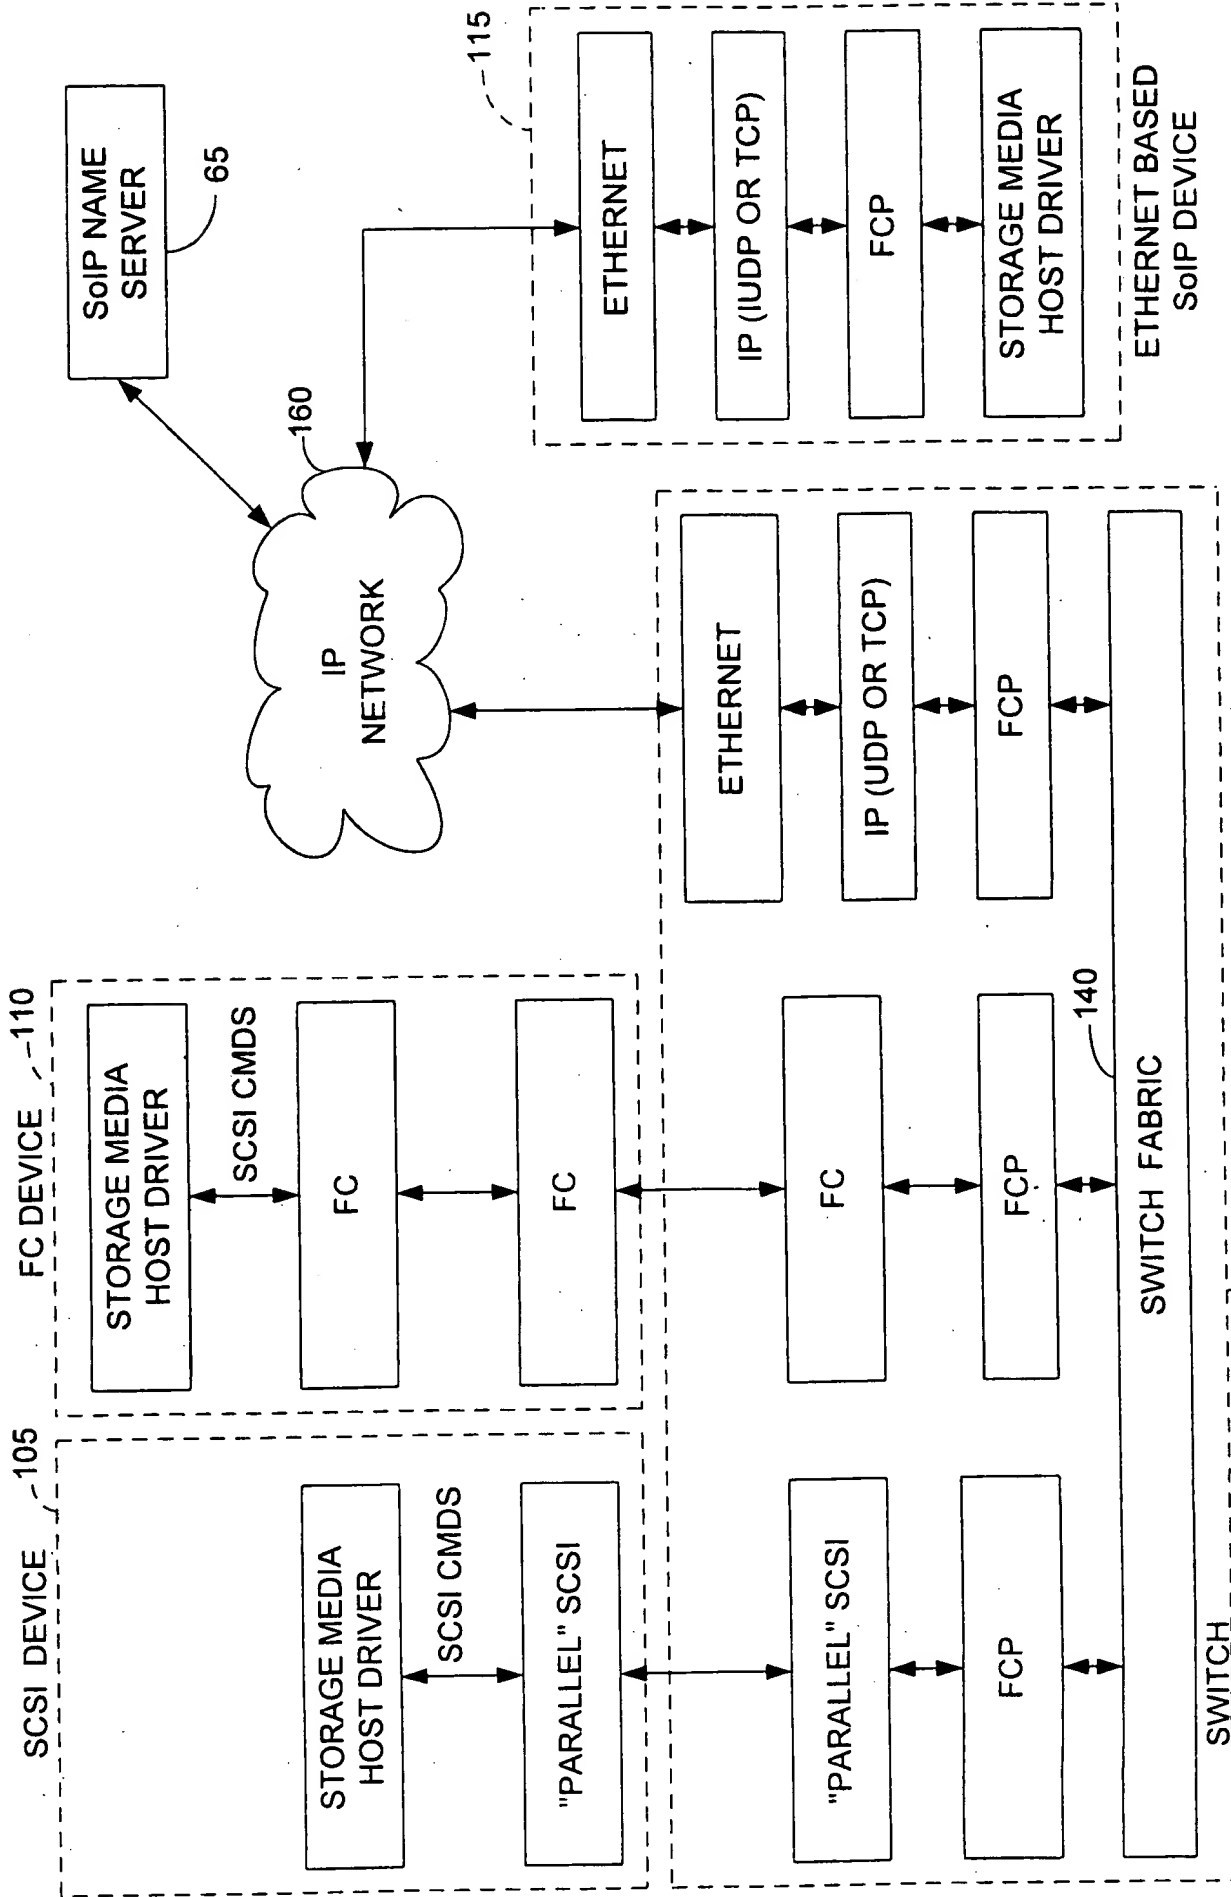 SCSI DEVICE
105
STORAGE MEDIA
HOST DRIVER
SCSI CMDS
"PARALLEL" SCSI
FC DEVICE
110
STORAGE MEDIA
HOST DRIVER
SCSI CMDS
FC
FC
SoIP NAME
SERVER
65
160
IP
NETWORK
115
ETHERNET
IP (IUDP OR TCP)
FCP
STORAGE MEDIA
HOST DRIVER
ETHERNET BASED
SoIP DEVICE
"PARALLEL" SCSI
FCP
FC
FCP
ETHERNET
IP (UDP OR TCP)
FCP
140
SWITCH FABRIC
SWITCH